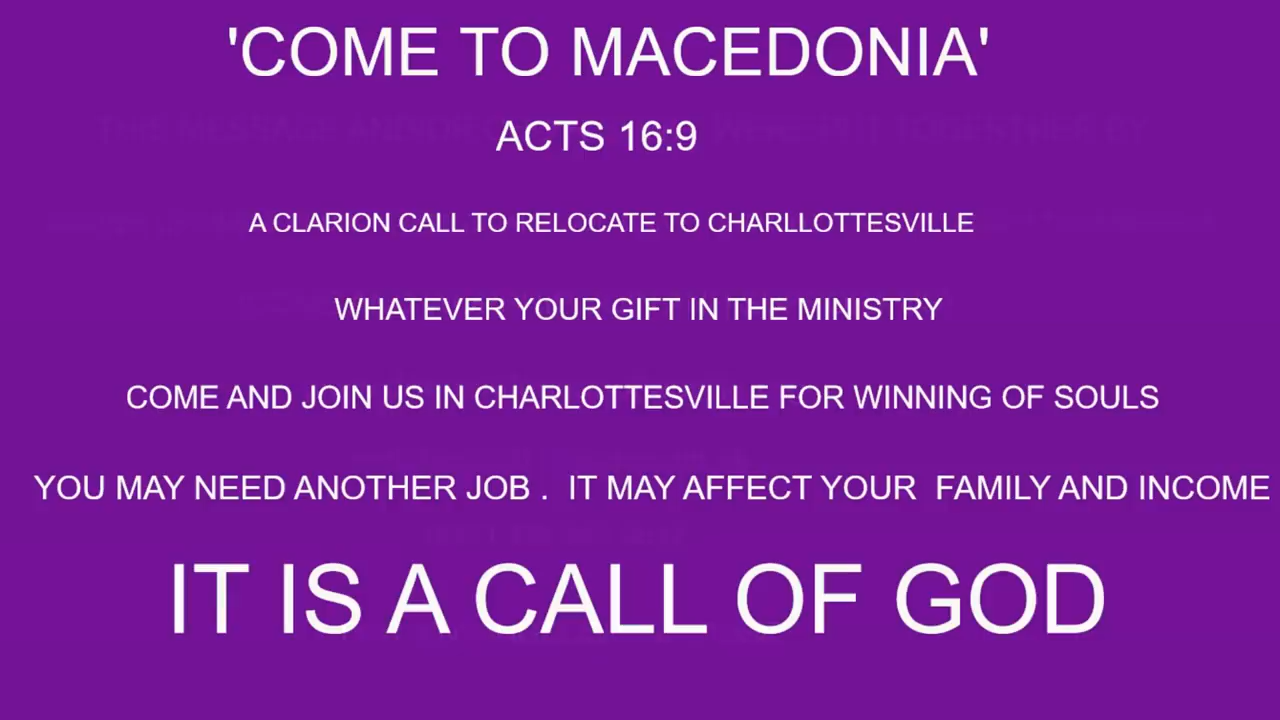 'COME TO MACEDONIA'
ACTS 16:9
A CLARION CALL TO RELOCATE TO CHARLLOTTESVILLE
WHATEVER YOUR GIFT IN THE MINISTRY
COME AND JOIN US IN CHARLOTTESVILLE FOR WINNING OF SOULS
YOU MAY NEED ANOTHER JOB .  IT MAY AFFECT YOUR  FAMILY AND INCOME
IT IS A CALL OF GOD